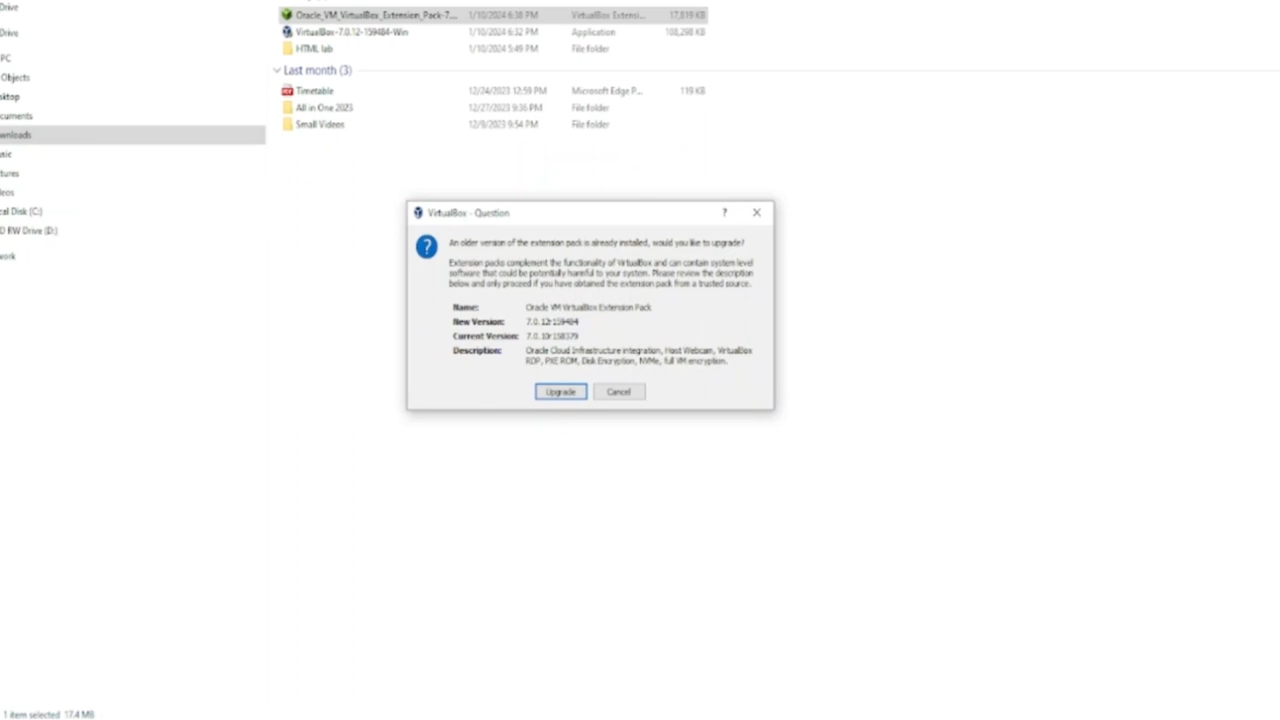 Drive
Oracle_VM_VirtualBox_Extension_Pack-7.... 1/10/2024 6:38 PM VirtualBox Extensi... 17,819 KB
Drive
VirtualBox-7.0.12-159484-Win 1/10/2024 6:32 PM Application 108,298 KB
PC
HTML lab 1/10/2024 5:49 PM File folder
Objects
Last month (3)
sktop
Timetable 12/24/2023 12:59 PM Microsoft Edge P... 119 KB
cuments
All in One 2023 12/27/2023 9:36 PM File folder
wnloads
Small Videos 12/9/2023 9:54 PM File folder
sic
tures
deos
cal Disk (C:)
D RW Drive (D:)
work
VirtualBox - Question ?
An older version of the extension pack is already installed, would you like to upgrade?
Extension packs complement the functionality of VirtualBox and can contain system level
software that could be potentially harmful to your system. Please review the description
below and only proceed if you have obtained the extension pack from a trusted source.
Name: Oracle VM VirtualBox Extension Pack
New Version: 7.0.12r159484
Current Version: 7.0.10r158379
Description: Oracle Cloud Infrastructure integration, Host Webcam, VirtualBox
RDP, PXE ROM, Disk Encryption, NVMe, full VM encryption.
Upgrade Cancel
1 item selected 17.4 MB